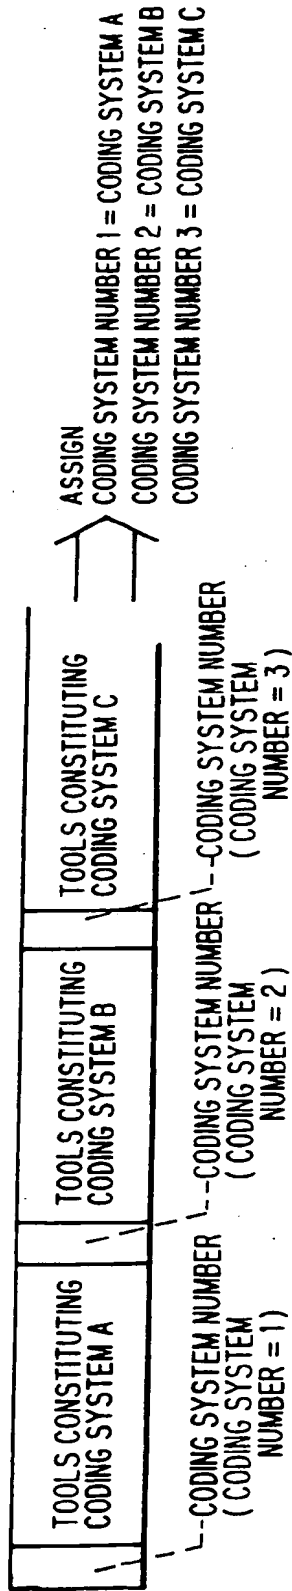 TOOLS CONSTITUTING
CODING SYSTEM A
TOOLS CONSTITUTING
CODING SYSTEM B
TOOLS CONSTITUTING
CODING SYSTEM C
ASSIGN
CODING SYSTEM NUMBER 1 = CODING SYSTEM A
CODING SYSTEM NUMBER 2 = CODING SYSTEM B
CODING SYSTEM NUMBER 3 = CODING SYSTEM C
CODING SYSTEM NUMBER
( CODING SYSTEM
NUMBER = 1)
CODING SYSTEM NUMBER
( CODING SYSTEM
NUMBER = 2 )
CODING SYSTEM NUMBER
( CODING SYSTEM
NUMBER = 3 )